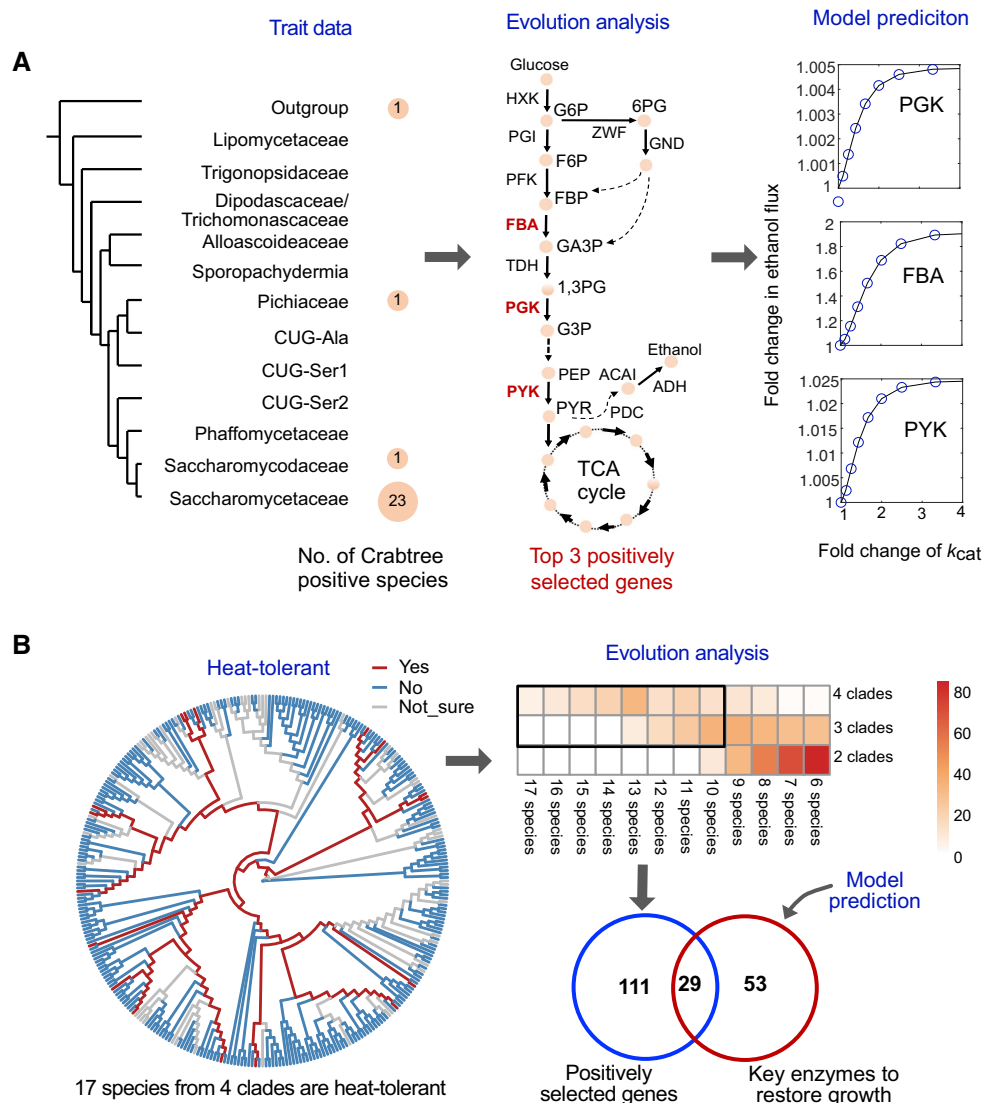 Trait data
Evolution analysis
Model prediciton
A
Outgroup
1
Lipomycetaceae
Trigonopsidaceae
Dipodascaceae/
Trichomonascaceae
Alloascoideaceae
Sporopachydermia
Pichiaceae
1
CUG-Ala
CUG-Ser1
CUG-Ser2
Phaffomycetaceae
Saccharomycodaceae
1
Saccharomycetaceae
23
No. of Crabtree
positive species
Glucose
HXK
G6P
6PG
ZWF
PGI
GND
F6P
PFK
FBP
FBA
GA3P
TDH
1,3PG
PGK
G3P
Ethanol
PEP
ACAI
ADH
PYK
PYR
PDC
TCA
cycle
Top 3 positively
selected genes
Fold change in ethanol flux
1.005
1.004
1.003
1.002
1.001
1
PGK
2
1.8
1.6
1.4
1.2
1
FBA
1.025
1.02
1.015
1.01
1.005
1
PYK
1
2
3
4
Fold change of kcat
B
Heat-tolerant
Yes
No
Not_sure
17 species from 4 clades are heat-tolerant
Evolution analysis
4 clades
3 clades
2 clades
17 species
16 species
15 species
14 species
13 species
12 species
11 species
10 species
9 species
8 species
7 species
6 species
80
60
40
20
0
Model
prediction
111
29
53
Positively
selected genes
Key enzymes to
restore growth